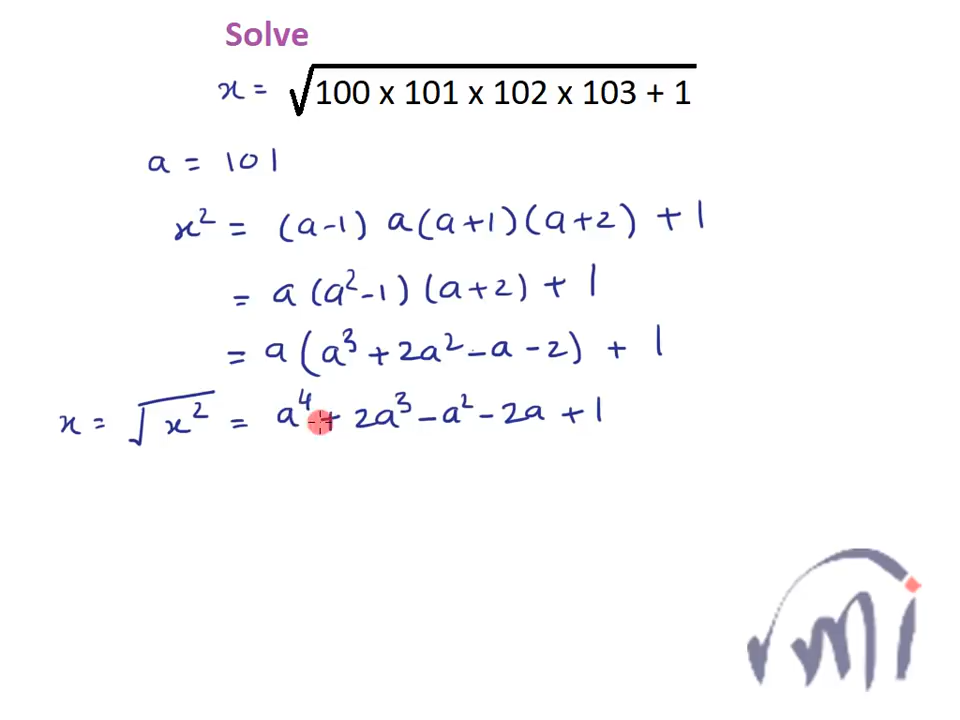 Solve
x = √100 x 101 x 102 x 103 + 1
a = 101
x² = (a-1) a(a+1)(a+2) + 1
= a (a²-1) (a+2) + 1
= a (a³ + 2a² - a - 2) + 1
x = √x² = a⁴ + 2a³ - a² - 2a + 1
√mi